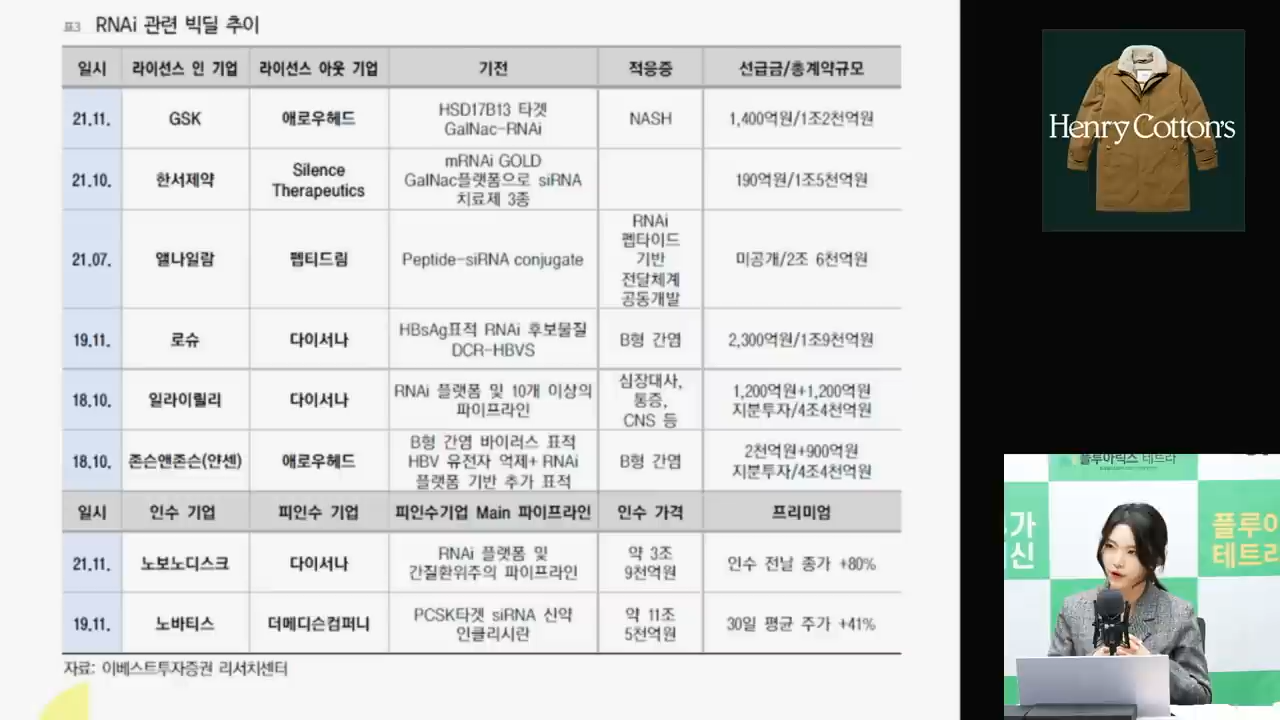 표3 RNAi 관련 빅딜 추이
일시 라이선스 인 기업 라이선스 아웃 기업 기전 적응증 선급금/총계약규모
21.11. GSK 애로우헤드 HSD17B13 타겟
GalNac-RNAi NASH 1,400억원/1조2천억원
21.10. 한서제약 Silence
Therapeutics mRNAi GOLD
GalNac플랫폼으로 siRNA
치료제 3종 190억원/1조5천억원
21.07. 앨나일람 펩티드림 Peptide-siRNA conjugate RNAi
펩타이드
기반
전달체계
공동개발 미공개/2조 6천억원
19.11. 로슈 다이서나 HBsAg표적 RNAi 후보물질
DCR-HBVS B형 간염 2,300억원/1조9천억원
18.10. 일라이릴리 다이서나 RNAi 플랫폼 및 10개 이상의
파이프라인 심장대사,
통증,
CNS 등 1,200억원+1,200억원
지분투자/4조4천억원
18.10. 존슨앤존슨(얀센) 애로우헤드 B형 간염 바이러스 표적
HBV 유전자 억제+ RNAi
플랫폼 기반 추가 표적 B형 간염 2천억원+900억원
지분투자/4조4천억원
일시 인수 기업 피인수 기업 피인수기업 Main 파이프라인 인수 가격 프리미엄
21.11. 노보노디스크 다이서나 RNAi 플랫폼 및
간질환위주의 파이프라인 약 3조
9천억원 인수 전날 종가 +80%
19.11. 노바티스 더메디슨컴퍼니 PCSK타겟 siRNA 신약
인클리시란 약 11조
5천억원 30일 평균 주가 +41%
자료: 이베스트투자증권 리서치센터
Henry Cotton's
플루아릭스 테트라
가
신
플루아
테트라